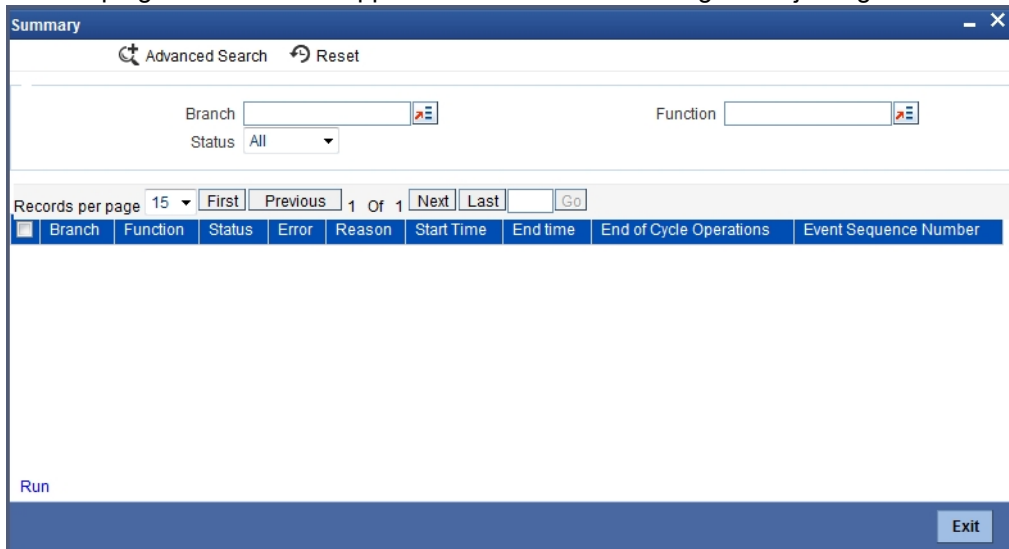 Summary
Advanced Search Reset
Branch Function
Status All
Records per page 15 First Previous 1 Of 1 Next Last Go
Branch Function Status Error Reason Start Time End time End of Cycle Operations Event Sequence Number
Run
Exit